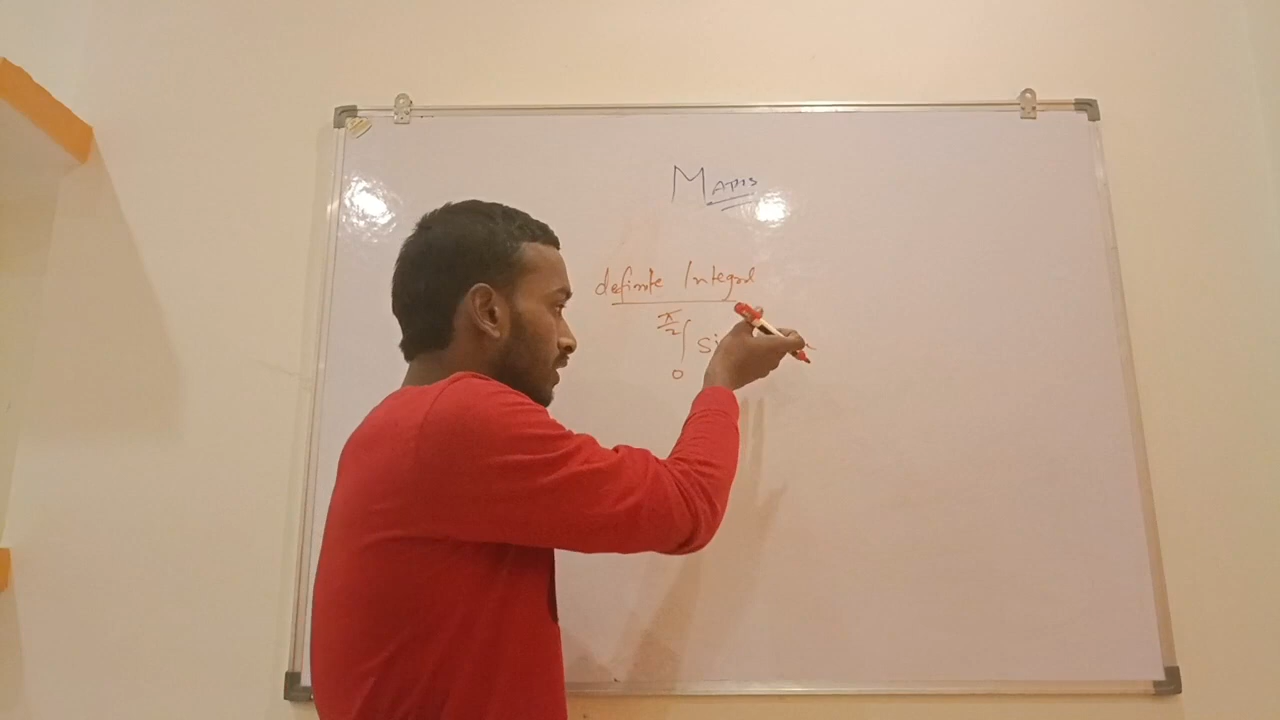 MATHS
definite Integral
π/2
∫ Si
0